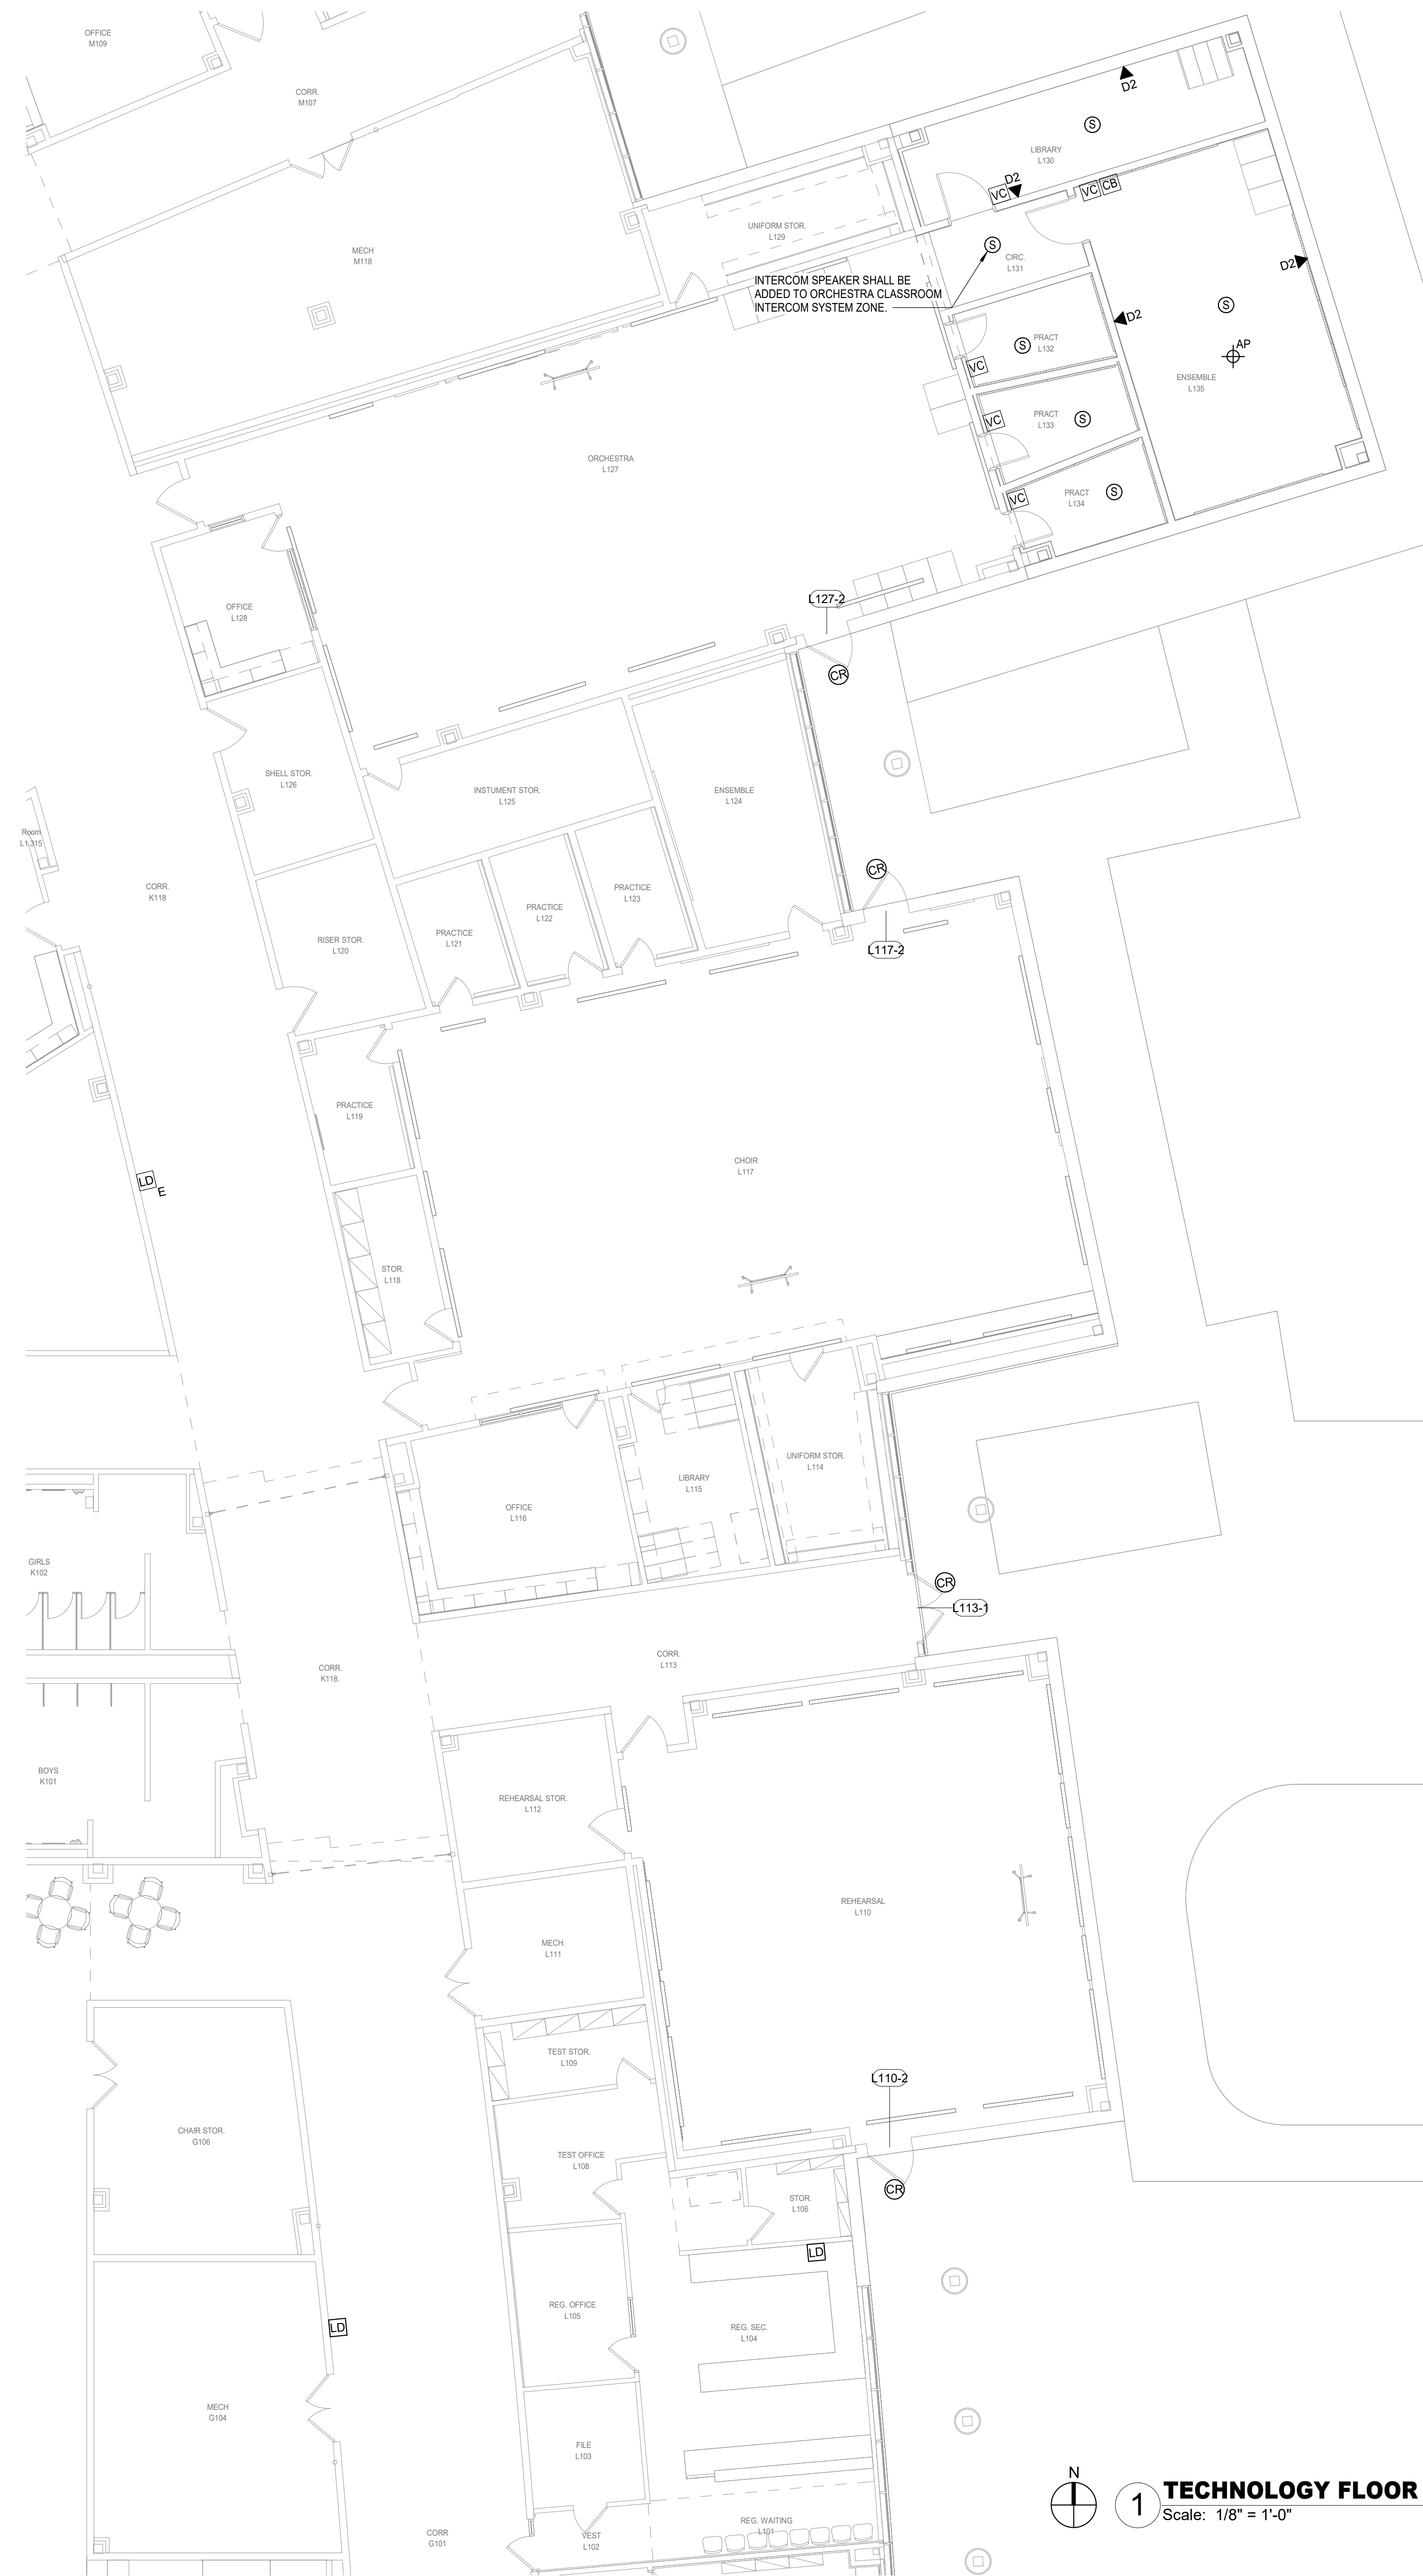 OFFICE
M109
CORR.
M107
D2
S
LIBRARY
L130
D2
VC
VC
CB
UNIFORM STOR.
L129
MECH
M118
S
CIRC.
L131
D2
INTERCOM SPEAKER SHALL BE
ADDED TO ORCHESTRA CLASSROOM
INTERCOM SYSTEM ZONE.
S
D2
PRACT
L132
S
VC
AP
ENSEMBLE
L135
PRACT
L133
S
VC
ORCHESTRA
L127
PRACT
L134
S
VC
L127-2
OFFICE
L128
CR
SHELL STOR.
L126
INSTUMENT STOR.
L125
ENSEMBLE
L124
Room
L1.315
CORR.
K118
CR
PRACTICE
L123
PRACTICE
L122
PRACTICE
L121
RISER STOR.
L120
L117-2
PRACTICE
L119
CHOIR
L117
LD
E
STOR.
L118
UNIFORM STOR.
L114
LIBRARY
L115
OFFICE
L116
GIRLS
K102
CR
L113-1
CORR.
L113
CORR.
K118.
BOYS
K101
REHEARSAL STOR.
L112
REHEARSAL
L110
MECH.
L111
TEST STOR.
L109
L110-2
CHAIR STOR.
G106
TEST OFFICE
L108
CR
STOR.
L106
LD
REG. OFFICE
L105
LD
REG. SEC.
L104
MECH
G104
FILE
L103
REG. WAITING
L101
CORR
G101
VEST
L102
N
1
TECHNOLOGY FLOOR
Scale: 1/8" = 1'-0"